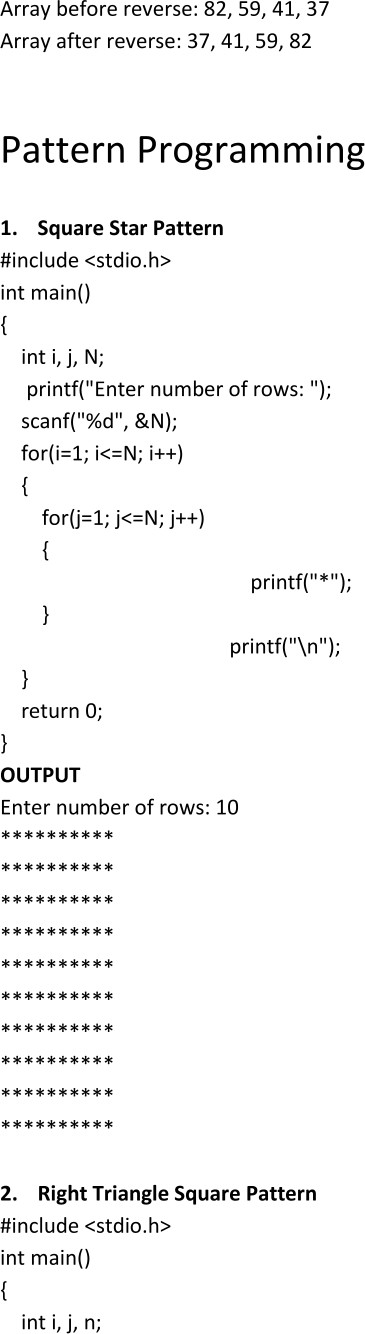 Array before reverse: 82, 59, 41, 37
Array after reverse: 37, 41, 59, 82
Pattern Programming
1. Square Star Pattern
#include <stdio.h>
int main()
{
int i, j, N;
printf("Enter number of rows: ");
scanf("%d", &N);
for(i=1; i<=N; i++)
{
for(j=1; j<=N; j++)
{
printf("*");
}
printf("\n");
}
return 0;
}
OUTPUT
Enter number of rows: 10
**********
**********
**********
**********
**********
**********
**********
**********
**********
**********
2. Right Triangle Square Pattern
#include <stdio.h>
int main()
{
int i, j, n;